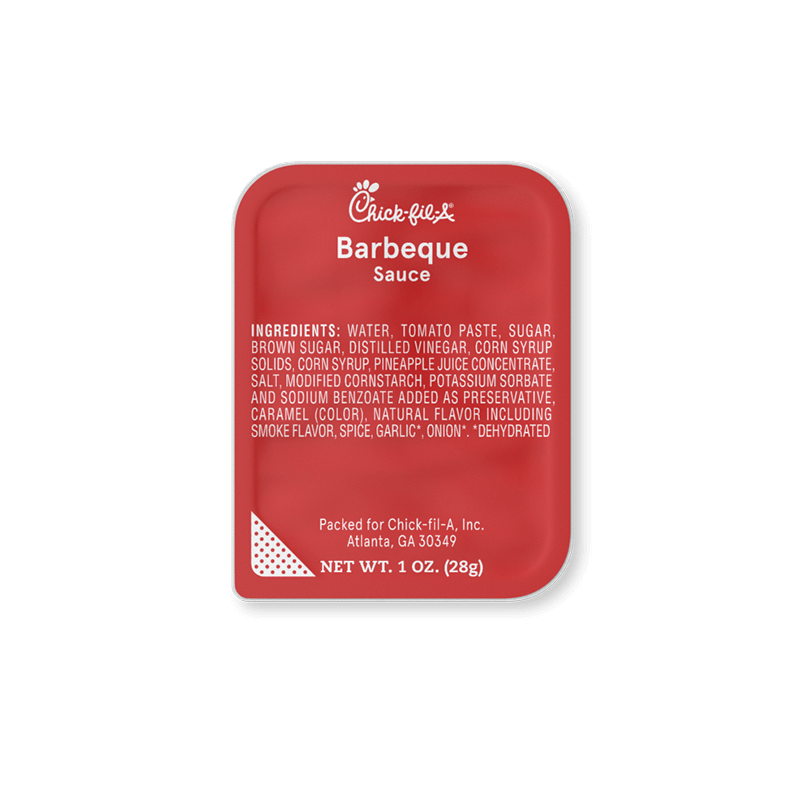 Chick-fil-A®
Barbeque
Sauce
INGREDIENTS: WATER, TOMATO PASTE, SUGAR,
BROWN SUGAR, DISTILLED VINEGAR, CORN SYRUP
SOLIDS, CORN SYRUP, PINEAPPLE JUICE CONCENTRATE,
SALT, MODIFIED CORNSTARCH, POTASSIUM SORBATE
AND SODIUM BENZOATE ADDED AS PRESERVATIVE,
CARAMEL (COLOR), NATURAL FLAVOR INCLUDING
SMOKE FLAVOR, SPICE, GARLIC*, ONION*. *DEHYDRATED
Packed for Chick-fil-A, Inc.
Atlanta, GA 30349
NET WT. 1 OZ. (28g)